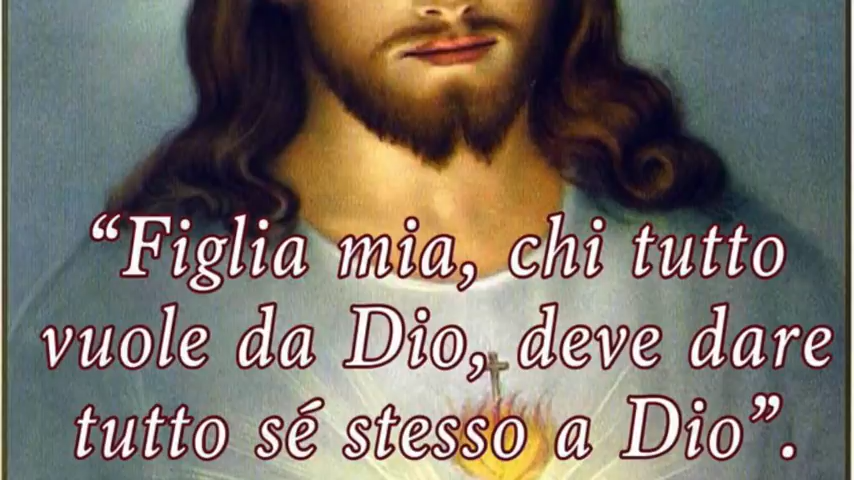 “Figlia mia, chi tutto
vuole da Dio, deve dare
tutto sé stesso a Dio”.